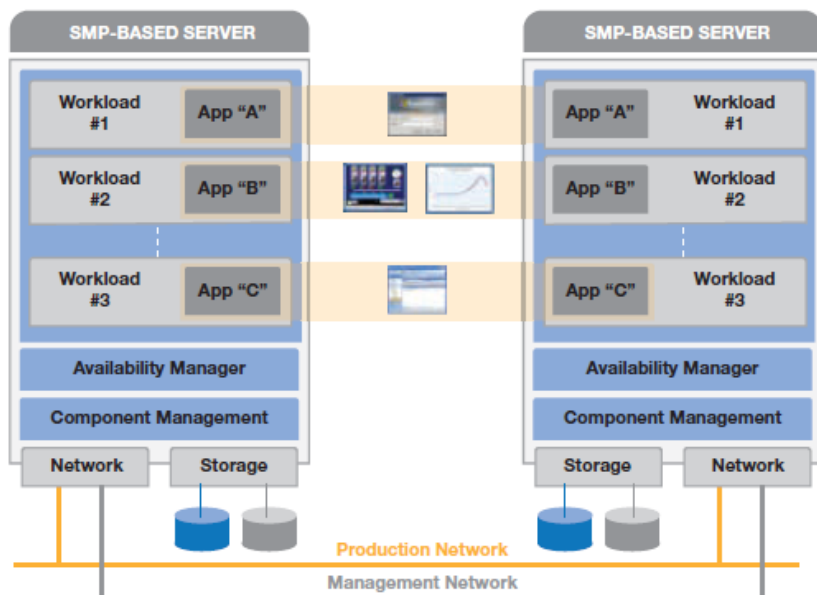 SMP-BASED SERVER
Workload
#1
App “A”
Workload
#2
App “B”
Workload
#3
App “C”
Availability Manager
Component Management
Network
Storage
SMP-BASED SERVER
App “A”
Workload
#1
App “B”
Workload
#2
App “C”
Workload
#3
Availability Manager
Component Management
Storage
Network
Production Network
Management Network